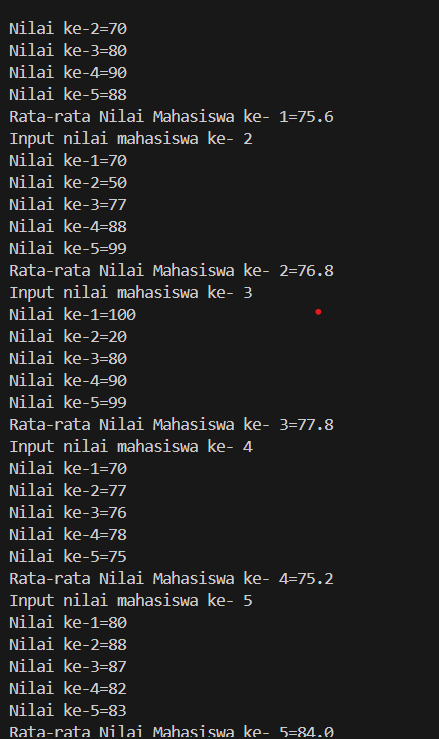 Nilai ke-2=70
Nilai ke-3=80
Nilai ke-4=90
Nilai ke-5=88
Rata-rata Nilai Mahasiswa ke- 1=75.6
Input nilai mahasiswa ke- 2
Nilai ke-1=70
Nilai ke-2=50
Nilai ke-3=77
Nilai ke-4=88
Nilai ke-5=99
Rata-rata Nilai Mahasiswa ke- 2=76.8
Input nilai mahasiswa ke- 3
Nilai ke-1=100
Nilai ke-2=20
Nilai ke-3=80
Nilai ke-4=90
Nilai ke-5=99
Rata-rata Nilai Mahasiswa ke- 3=77.8
Input nilai mahasiswa ke- 4
Nilai ke-1=70
Nilai ke-2=77
Nilai ke-3=76
Nilai ke-4=78
Nilai ke-5=75
Rata-rata Nilai Mahasiswa ke- 4=75.2
Input nilai mahasiswa ke- 5
Nilai ke-1=80
Nilai ke-2=88
Nilai ke-3=87
Nilai ke-4=82
Nilai ke-5=83
Rata-rata Nilai Mahasiswa ke- 5=84.0